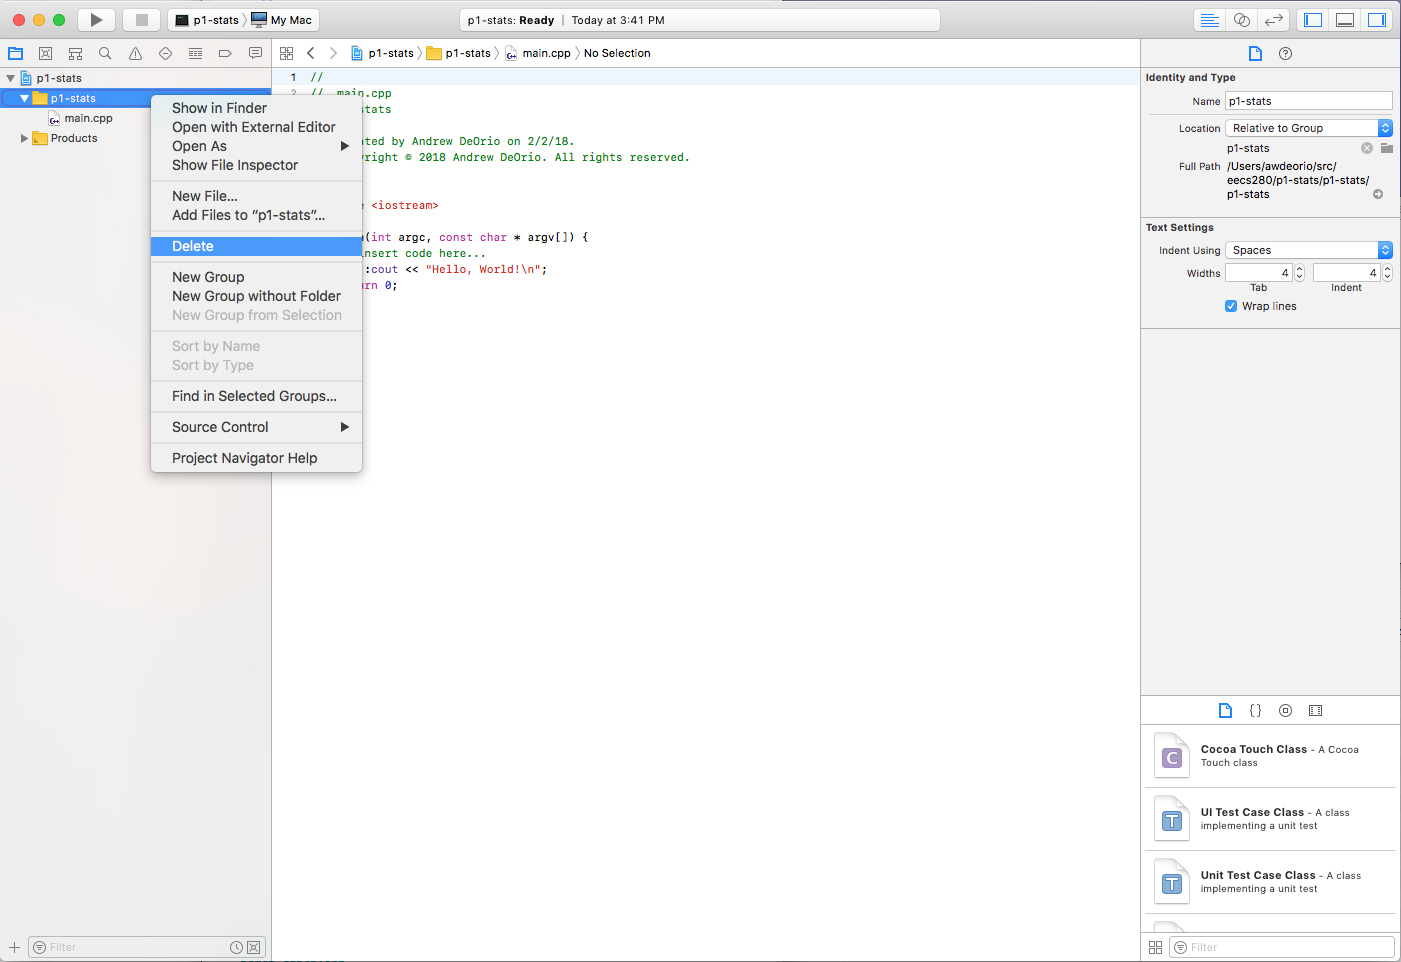 p1-stats My Mac
p1-stats: Ready | Today at 3:41 PM
p1-stats p1-stats main.cpp No Selection
p1-stats
p1-stats
main.cpp
Products
Show in Finder
Open with External Editor
Open As
Show File Inspector
New File...
Add Files to “p1-stats”...
Delete
New Group
New Group without Folder
New Group from Selection
Sort by Name
Sort by Type
Find in Selected Groups...
Source Control
Project Navigator Help
1 //
2 // main.cpp
stats
ted by Andrew DeOrio on 2/2/18.
right © 2018 Andrew DeOrio. All rights reserved.
<iostream>
(int argc, const char * argv[]) {
nsert code here...
:cout << "Hello, World!\n";
rn 0;
Identity and Type
Name p1-stats
Location Relative to Group
p1-stats
Full Path /Users/awdeorio/src/
eecs280/p1-stats/p1-stats/
p1-stats
Text Settings
Indent Using Spaces
Widths 4 4
Tab Indent
Wrap lines
Cocoa Touch Class - A Cocoa
Touch class
UI Test Case Class - A class
implementing a unit test
Unit Test Case Class - A class
implementing a unit test
Filter
Filter